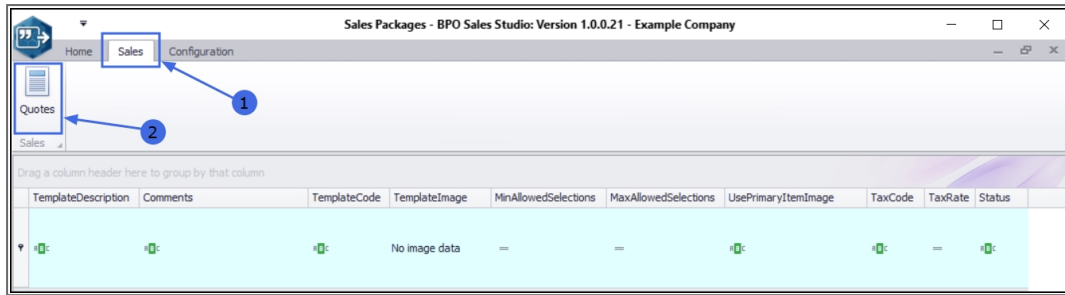 Sales Packages - BPO Sales Studio: Version 1.0.0.21 - Example Company
Home Sales Configuration
1
Quotes
2
Sales
Drag a column header here to group by that column
TemplateDescription Comments TemplateCode TemplateImage MinAllowedSelections MaxAllowedSelections UsePrimaryItemImage TaxCode TaxRate Status
No image data = =  =